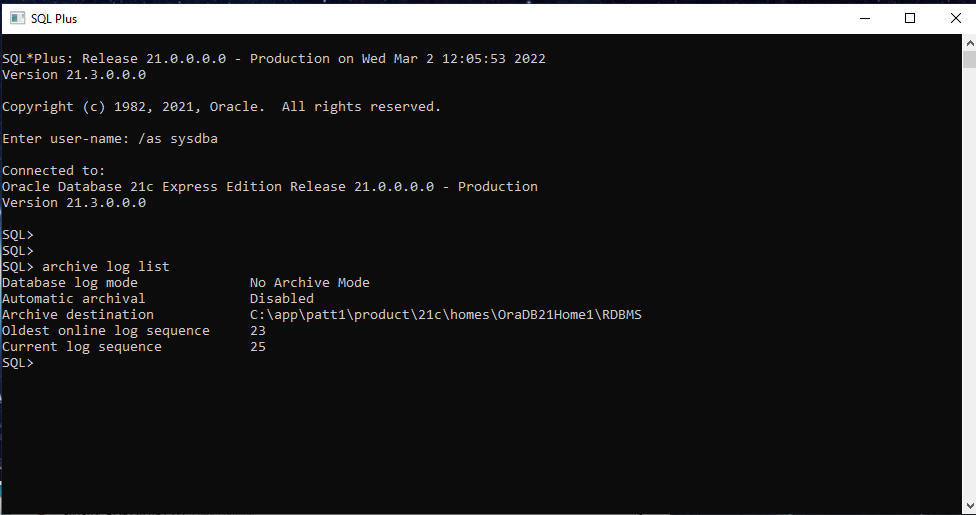 SQL Plus
SQL*Plus: Release 21.0.0.0.0 - Production on Wed Mar 2 12:05:53 2022
Version 21.3.0.0.0
Copyright (c) 1982, 2021, Oracle.  All rights reserved.
Enter user-name: /as sysdba
Connected to:
Oracle Database 21c Express Edition Release 21.0.0.0.0 - Production
Version 21.3.0.0.0
SQL>
SQL>
SQL> archive log list
Database log mode              No Archive Mode
Automatic archival             Disabled
Archive destination            C:\app\patt1\product\21c\homes\OraDB21Home1\RDBMS
Oldest online log sequence     23
Current log sequence           25
SQL>